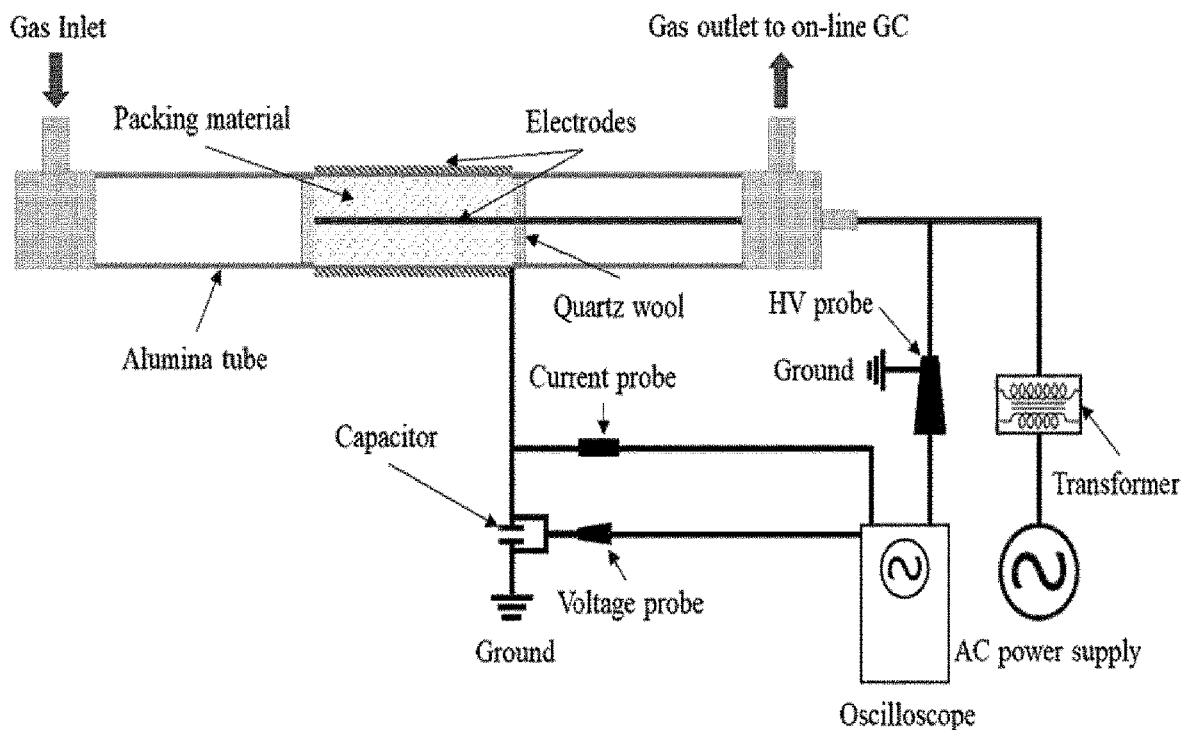 Gas Inlet
Gas outlet to on-line GC
Packing material
Electrodes
Quartz wool
HV probe
Alumina tube
Ground
Current probe
Capacitor
Transformer
Voltage probe
Ground
AC power supply
Oscilloscope